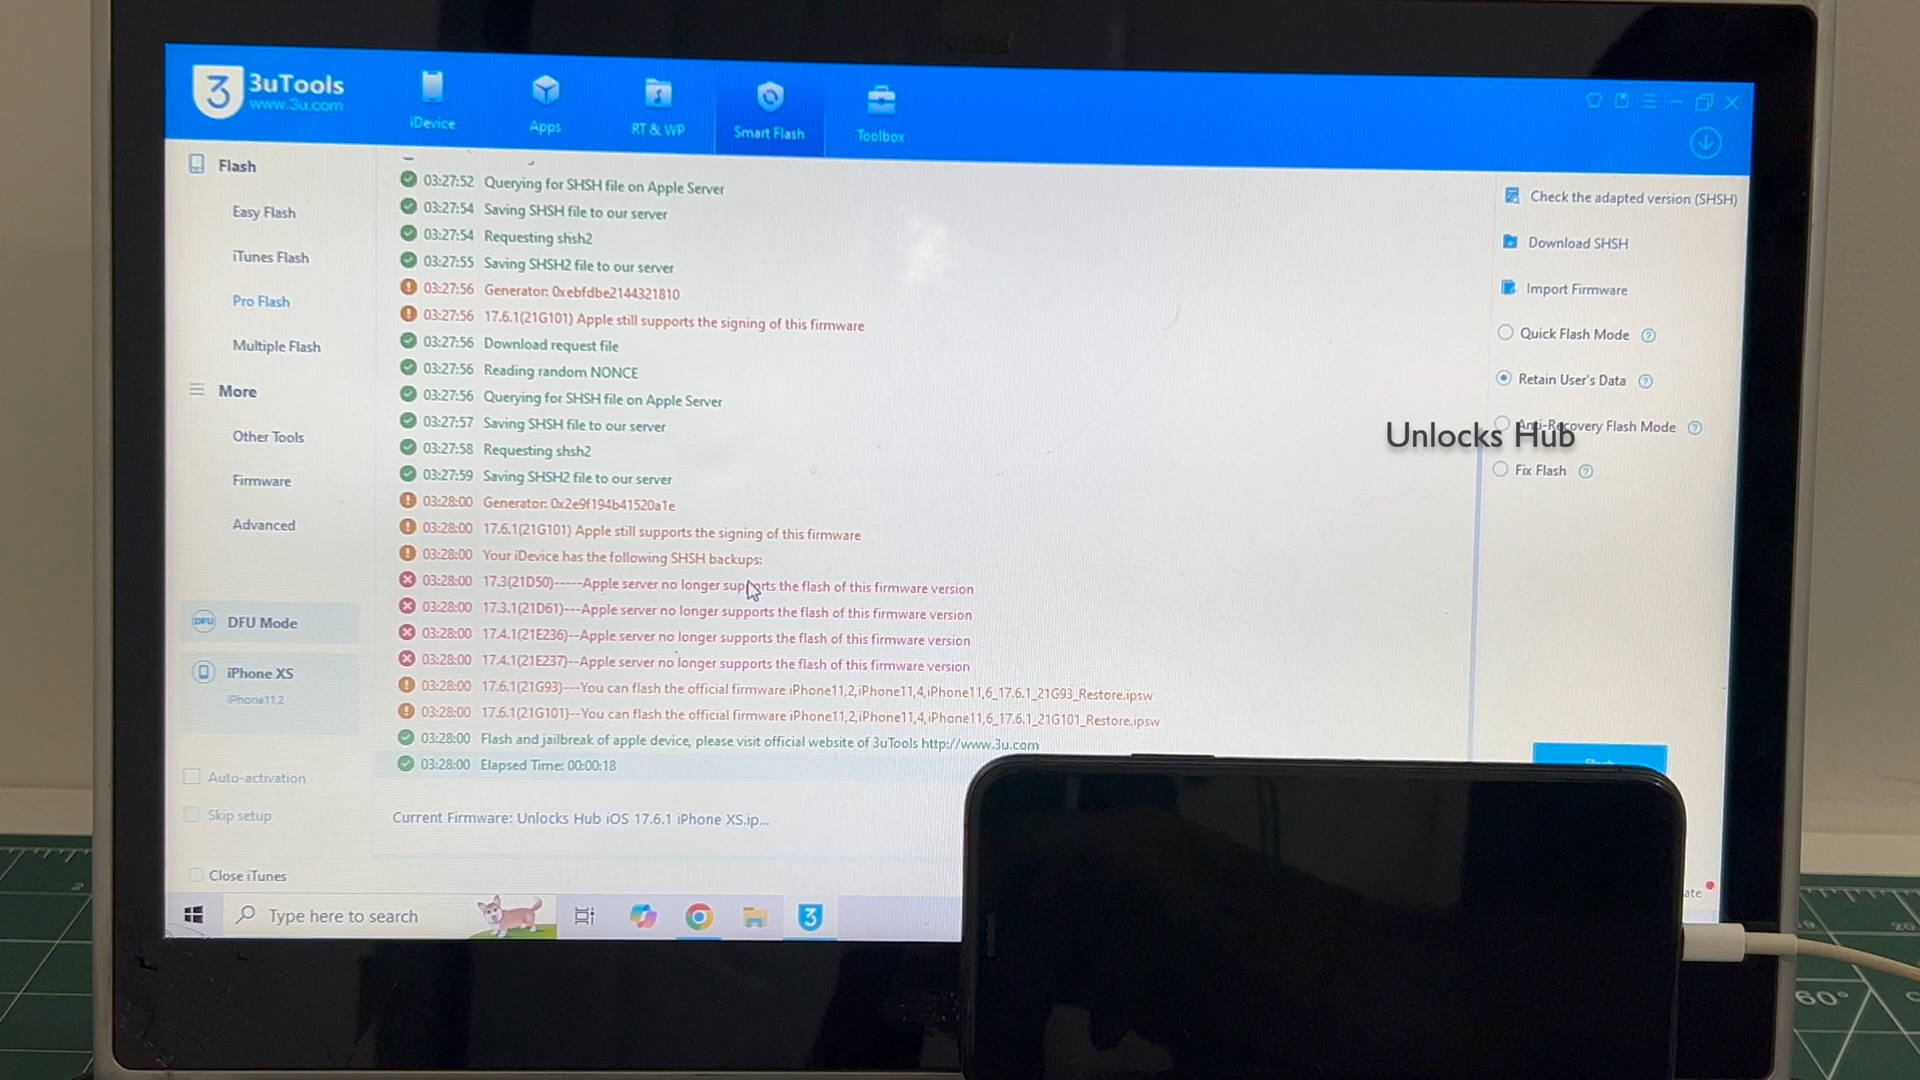 3 3uTools
www.3u.com
iDevice
Apps
RT & WP
Smart Flash
Toolbox
Flash
Easy Flash
iTunes Flash
Pro Flash
Multiple Flash
More
Other Tools
Firmware
Advanced
DFU DFU Mode
iPhone XS
iPhone11,2
Auto-activation
Skip setup
Close iTunes
03:27:52 Querying for SHSH file on Apple Server
03:27:54 Saving SHSH file to our server
03:27:54 Requesting shsh2
03:27:55 Saving SHSH2 file to our server
03:27:56 Generator: 0xebfdbe2144321810
03:27:56 17.6.1(21G101) Apple still supports the signing of this firmware
03:27:56 Download request file
03:27:56 Reading random NONCE
03:27:56 Querying for SHSH file on Apple Server
03:27:57 Saving SHSH file to our server
03:27:58 Requesting shsh2
03:27:59 Saving SHSH2 file to our server
03:28:00 Generator: 0x2e9f194b41520a1e
03:28:00 17.6.1(21G101) Apple still supports the signing of this firmware
03:28:00 Your iDevice has the following SHSH backups:
03:28:00 17.3(21D50)-----Apple server no longer supports the flash of this firmware version
03:28:00 17.3.1(21D61)---Apple server no longer supports the flash of this firmware version
03:28:00 17.4.1(21E236)--Apple server no longer supports the flash of this firmware version
03:28:00 17.4.1(21E237)--Apple server no longer supports the flash of this firmware version
03:28:00 17.6.1(21G93)---You can flash the official firmware iPhone11,2,iPhone11,4,iPhone11,6_17.6.1_21G93_Restore.ipsw
03:28:00 17.6.1(21G101)--You can flash the official firmware iPhone11,2,iPhone11,4,iPhone11,6_17.6.1_21G101_Restore.ipsw
03:28:00 Flash and jailbreak of apple device, please visit official website of 3uTools http://www.3u.com
03:28:00 Elapsed Time: 00:00:18
Current Firmware: Unlocks Hub iOS 17.6.1 iPhone XS.ip...
Check the adapted version (SHSH)
Download SHSH
Import Firmware
Quick Flash Mode
Retain User's Data
Anti-Recovery Flash Mode
Unlocks Hub
Fix Flash
Type here to search
3
60°